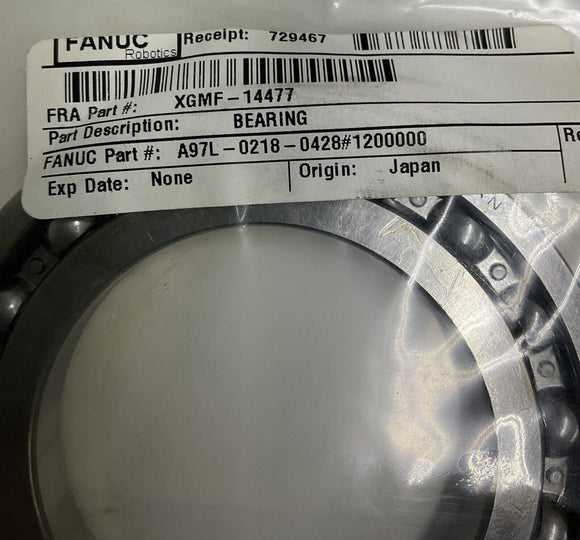 FANUC
Robotics
Receipt: 729467
FRA Part #: XGMF-14477
Part Description: BEARING
FANUC Part #: A97L-0218-0428#1200000
Exp Date: None
Origin: Japan
Re